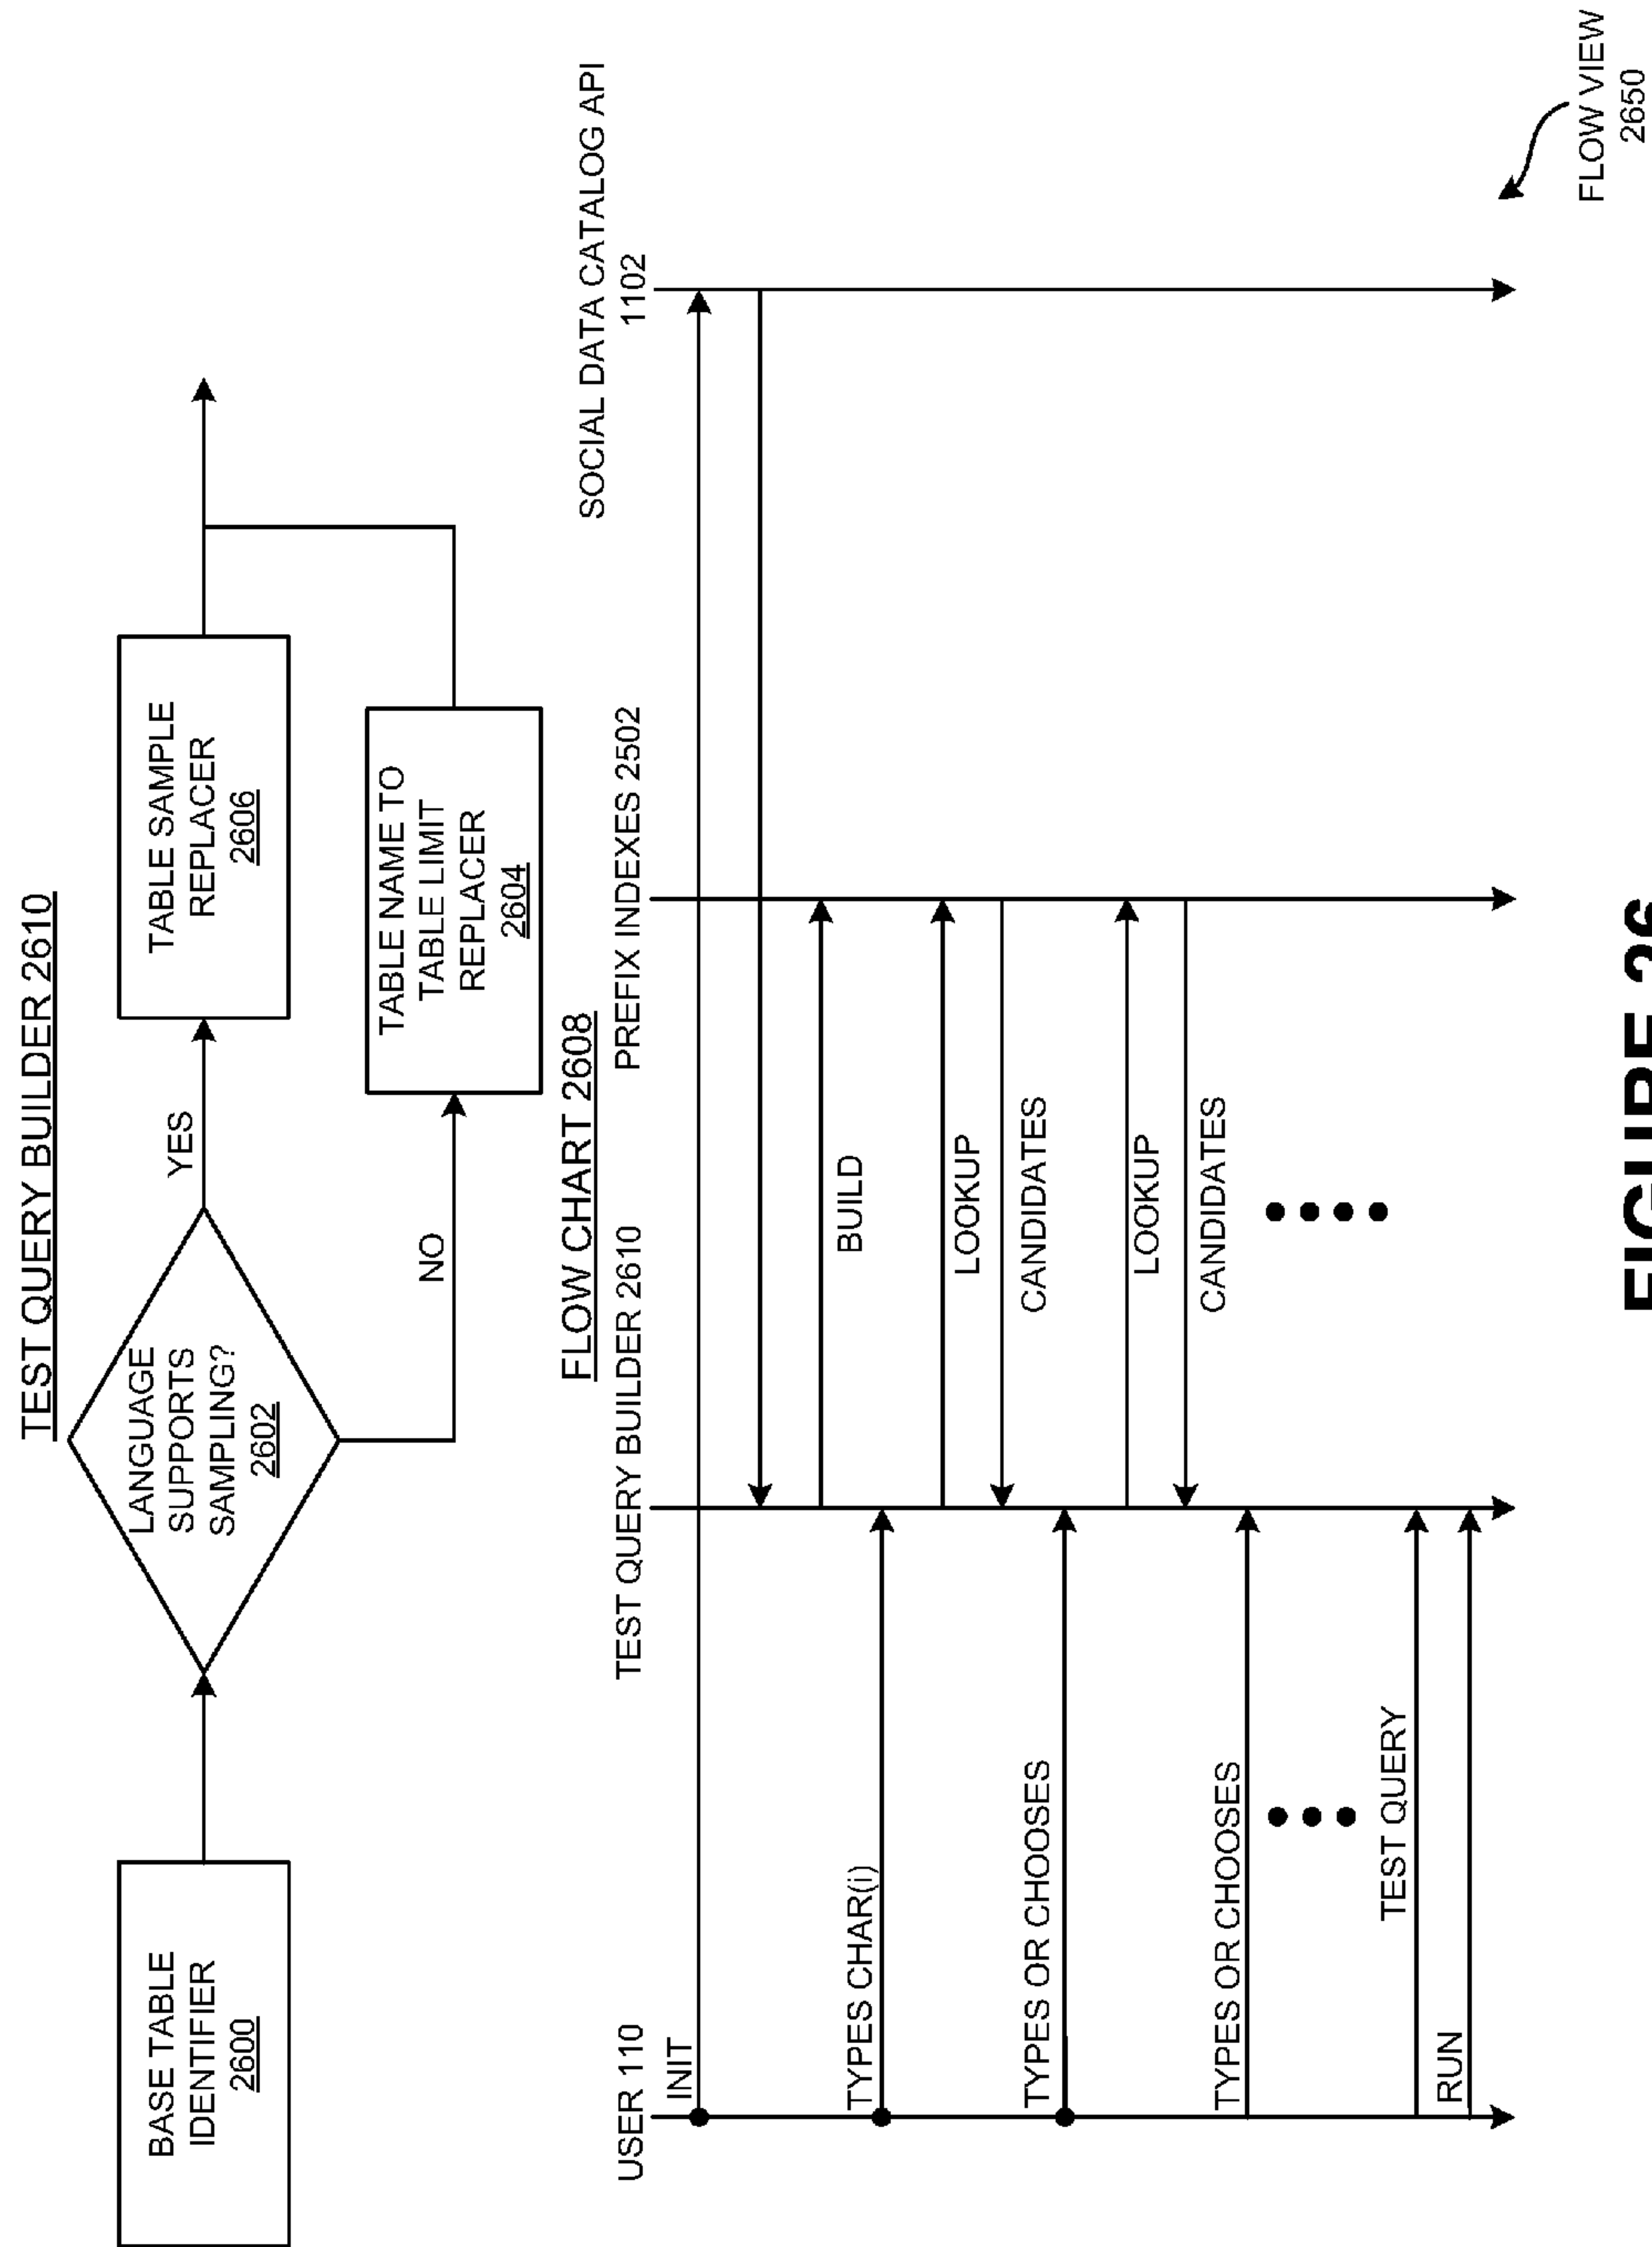 TEST QUERY BUILDER 2610
BASE TABLE
IDENTIFIER
2600
LANGUAGE
SUPPORTS
SAMPLING?
2602
YES
TABLE SAMPLE
REPLACER
2606
NO
TABLE NAME TO
TABLE LIMIT
REPLACER
2604
FLOW CHART 2608
USER 110
TEST QUERY BUILDER 2610
PREFIX INDEXES 2502
SOCIAL DATA CATALOG API
1102
INIT
BUILD
TYPES CHAR(i)
LOOKUP
CANDIDATES
TYPES OR CHOOSES
LOOKUP
CANDIDATES
TYPES OR CHOOSES
TEST QUERY
RUN
FLOW VIEW
2650
FIGURE 26